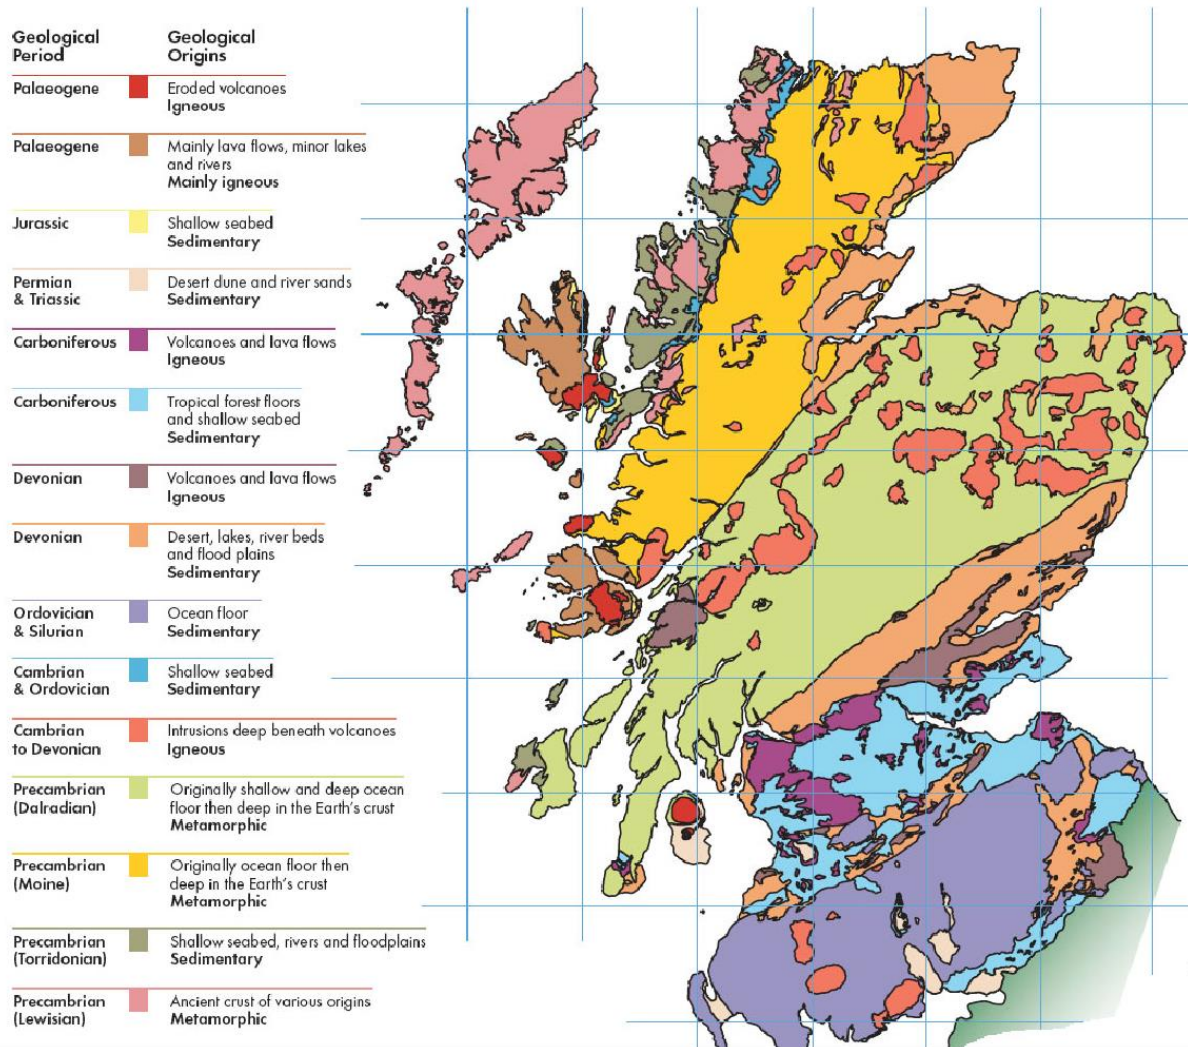 Geological Period
Geological Origins
Palaeogene
Eroded volcanoes
Igneous
Palaeogene
Mainly lava flows, minor lakes
and rivers
Mainly igneous
Jurassic
Shallow seabed
Sedimentary
Permian
& Triassic
Desert dune and river sands
Sedimentary
Carboniferous
Volcanoes and lava flows
Igneous
Carboniferous
Tropical forest floors
and shallow seabed
Sedimentary
Devonian
Volcanoes and lava flows
Igneous
Devonian
Desert, lakes, river beds
and flood plains
Sedimentary
Ordovician
& Silurian
Ocean floor
Sedimentary
Cambrian
& Ordovician
Shallow seabed
Sedimentary
Cambrian
to Devonian
Intrusions deep beneath volcanoes
Igneous
Precambrian
(Dalradian)
Originally shallow and deep ocean
floor then deep in the Earth's crust
Metamorphic
Precambrian
(Moine)
Originally ocean floor then
deep in the Earth's crust
Metamorphic
Precambrian
(Torridonian)
Shallow seabed, rivers and floodplains
Sedimentary
Precambrian
(Lewisian)
Ancient crust of various origins
Metamorphic